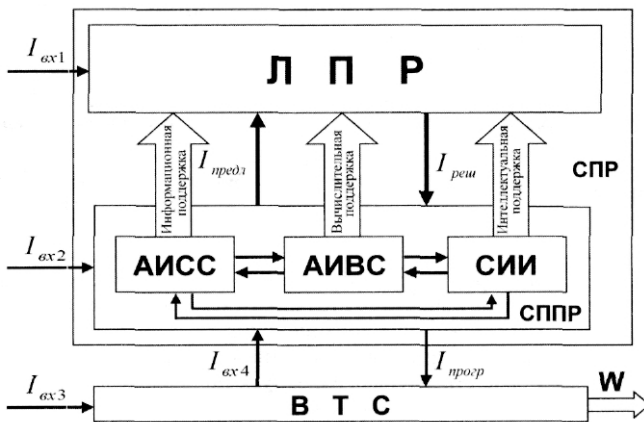 I вх1
Л П Р
Информационная
поддержка
I предл
Вычислительная
поддержка
I реш
Интеллектуальная
поддержка
СПР
I вх2
АИСС
АИВС
СИИ
СППР
I вх4
I прогр
I вх3
В Т С
W